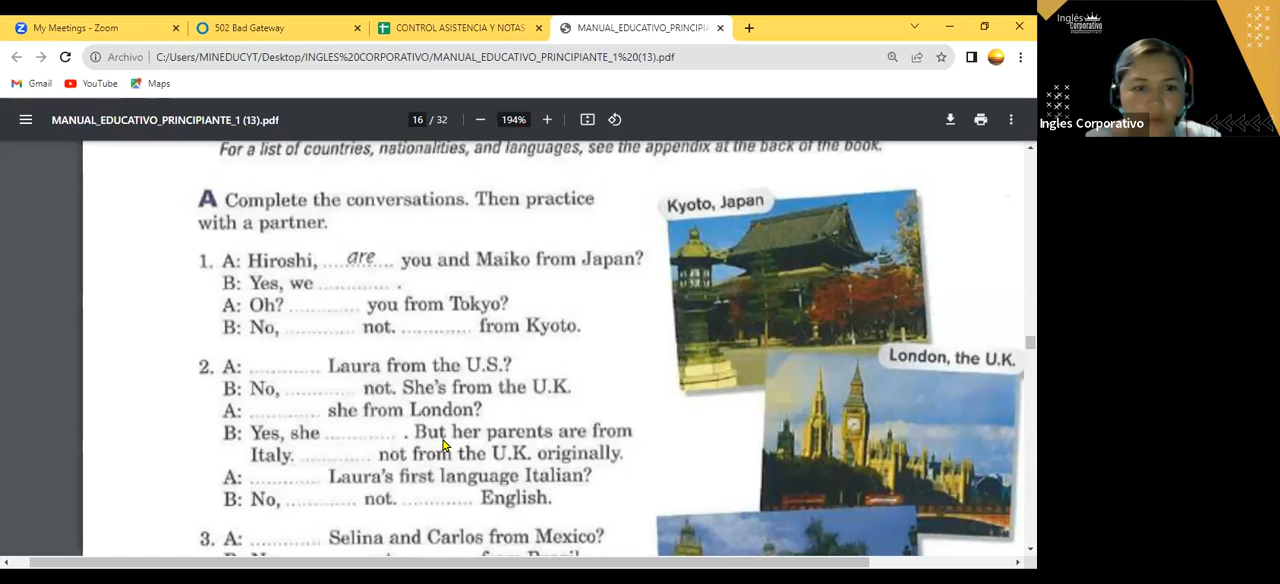 My Meetings - Zoom
502 Bad Gateway
CONTROL ASISTENCIA Y NOTAS
MANUAL_EDUCATIVO_PRINCIPIANTE_
Archivo
C:/Users/MINEDUCYT/Desktop/INGLES%20CORPORATIVO/MANUAL_EDUCATIVO_PRINCIPIANTE_1%20(13).pdf
Gmail
YouTube
Maps
MANUAL_EDUCATIVO_PRINCIPIANTE_1 (13).pdf
16 / 32
194%
For a list of countries, nationalities, and languages, see the appendix at the back of the book.
A Complete the conversations. Then practice
with a partner.
1. A: Hiroshi, ....are.... you and Maiko from Japan?
B: Yes, we ............ .
A: Oh? ............ you from Tokyo?
B: No, ............ not. ............ from Kyoto.
2. A: ............ Laura from the U.S.?
B: No, ............ not. She's from the U.K.
A: ............ she from London?
B: Yes, she ............ . But her parents are from
Italy. ............ not from the U.K. originally.
A: ............ Laura's first language Italian?
B: No, ............ not. ............ English.
3. A: ............ Selina and Carlos from Mexico?
Kyoto, Japan
London, the U.K.
Inglés
Corporativo
Ingles Corporativo